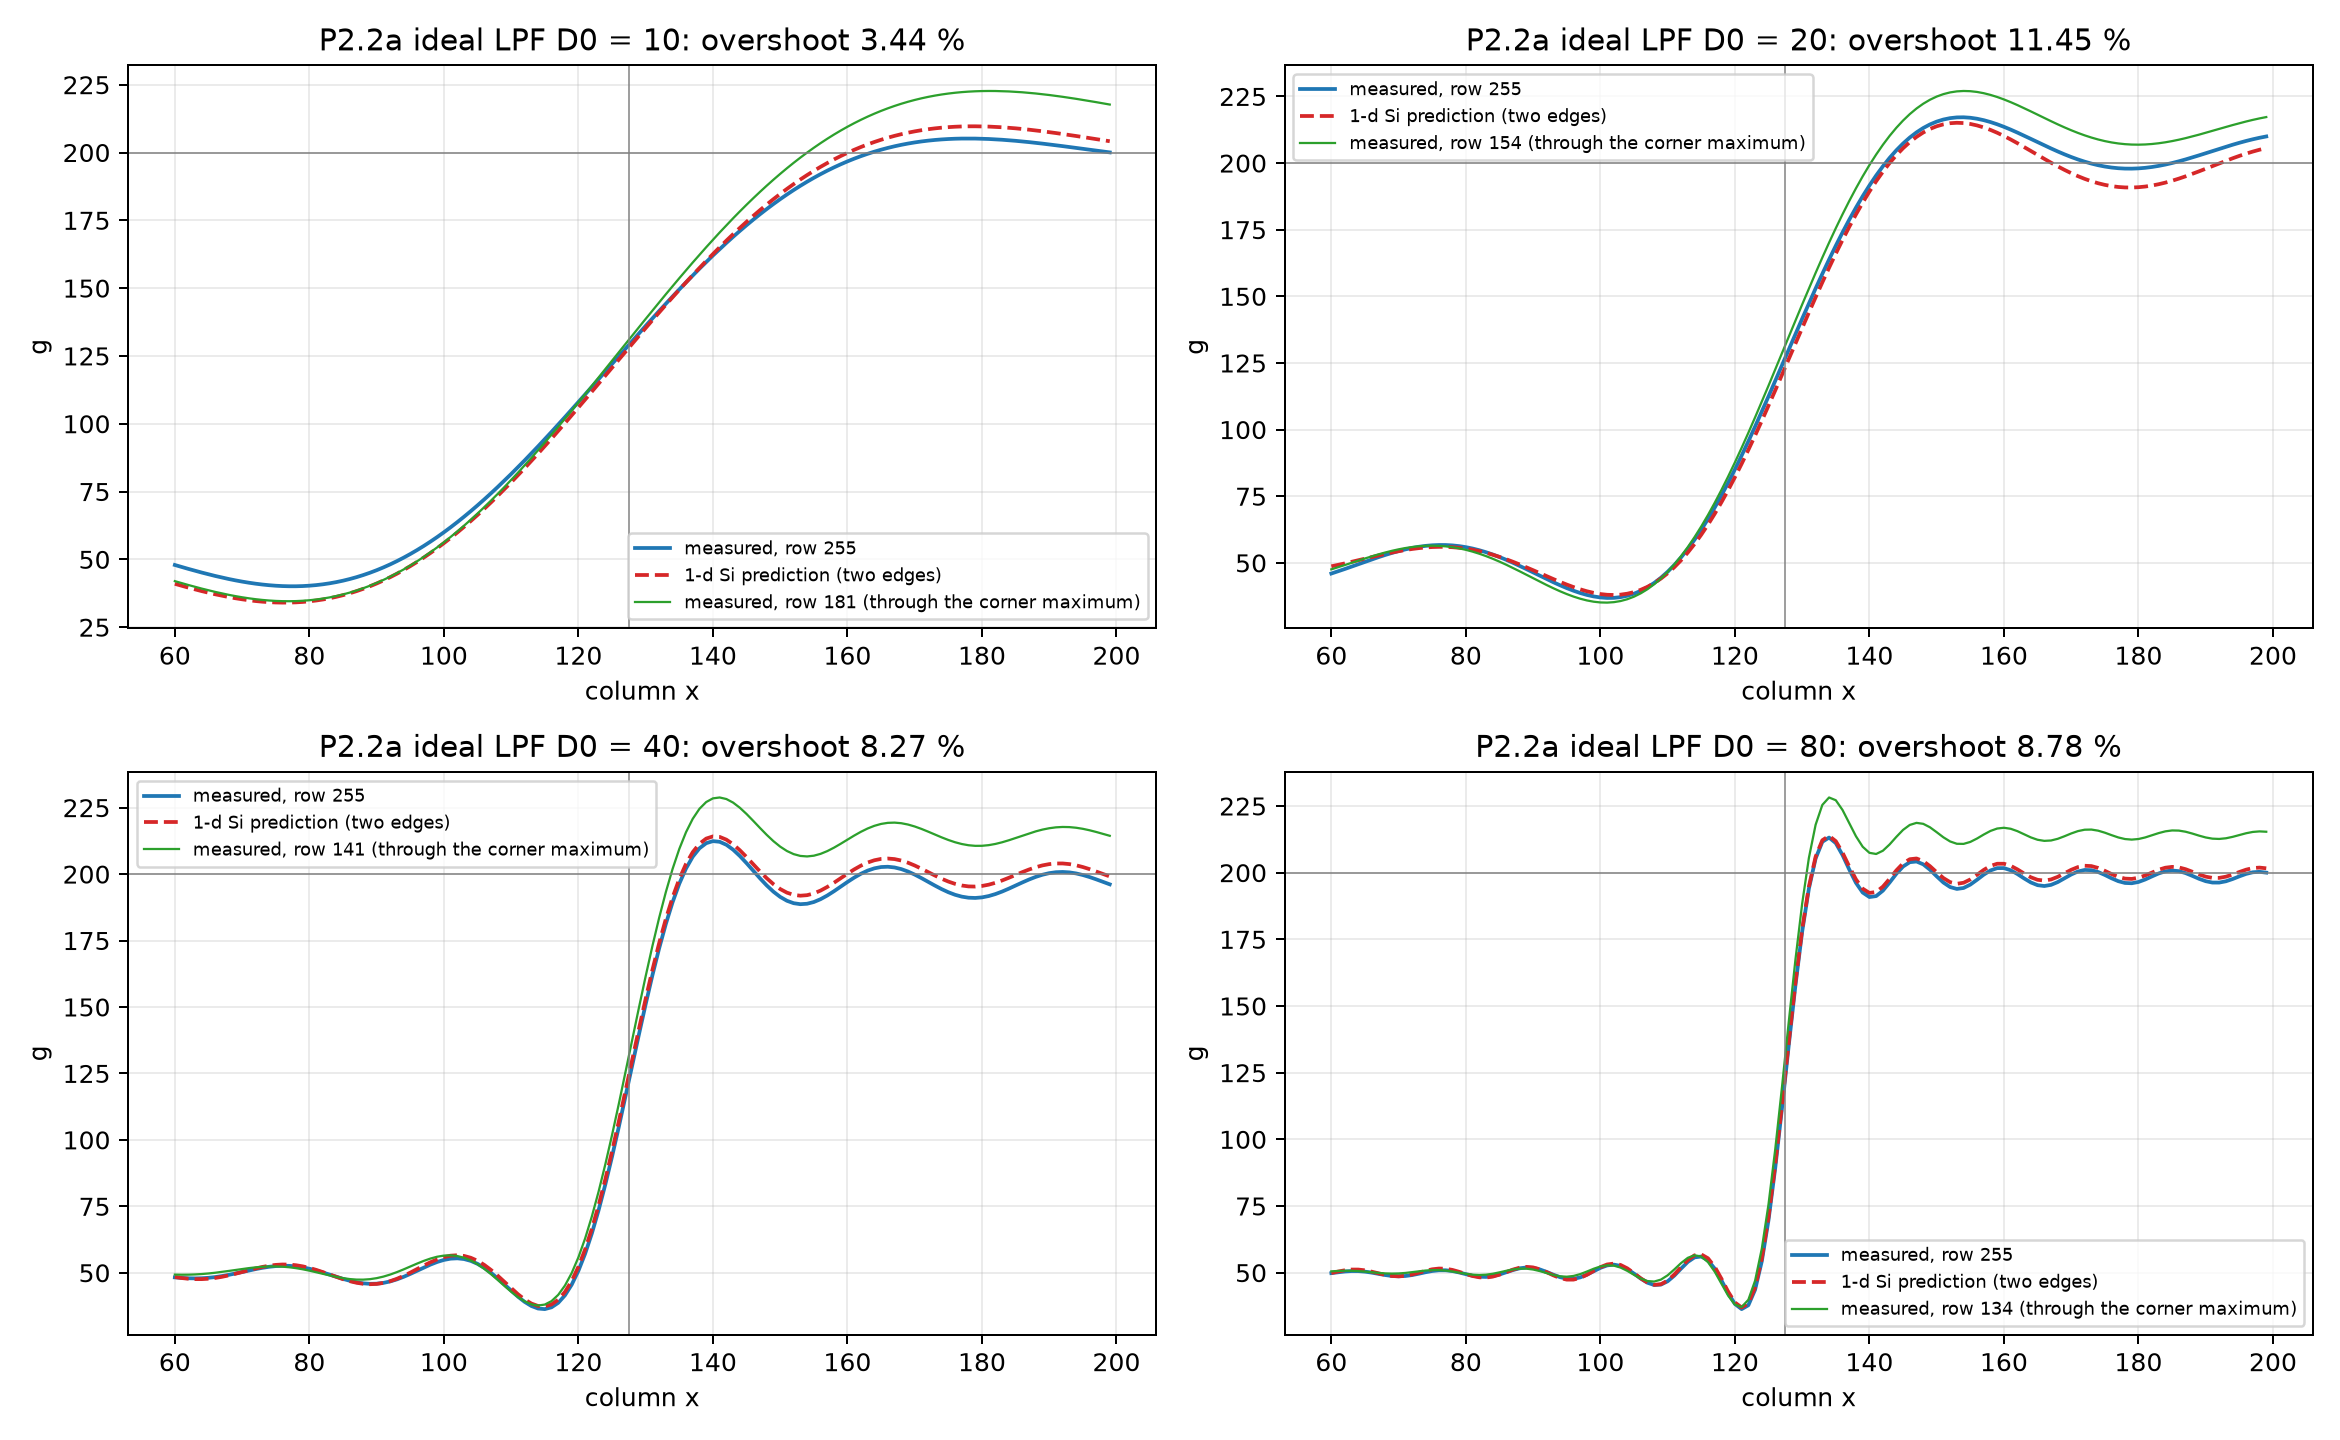 P2.2a ideal LPF D0 = 10: overshoot 3.44 %
225
200
175
150
125
100
75
50
25
g
measured, row 255
1-d Si prediction (two edges)
measured, row 181 (through the corner maximum)
60 80 100 120 140 160 180 200
column x
P2.2a ideal LPF D0 = 20: overshoot 11.45 %
measured, row 255
1-d Si prediction (two edges)
measured, row 154 (through the corner maximum)
225
200
175
150
125
100
75
50
g
60 80 100 120 140 160 180 200
column x
P2.2a ideal LPF D0 = 40: overshoot 8.27 %
measured, row 255
1-d Si prediction (two edges)
measured, row 141 (through the corner maximum)
225
200
175
150
125
100
75
50
g
60 80 100 120 140 160 180 200
column x
P2.2a ideal LPF D0 = 80: overshoot 8.78 %
225
200
175
150
125
100
75
50
g
measured, row 255
1-d Si prediction (two edges)
measured, row 134 (through the corner maximum)
60 80 100 120 140 160 180 200
column x